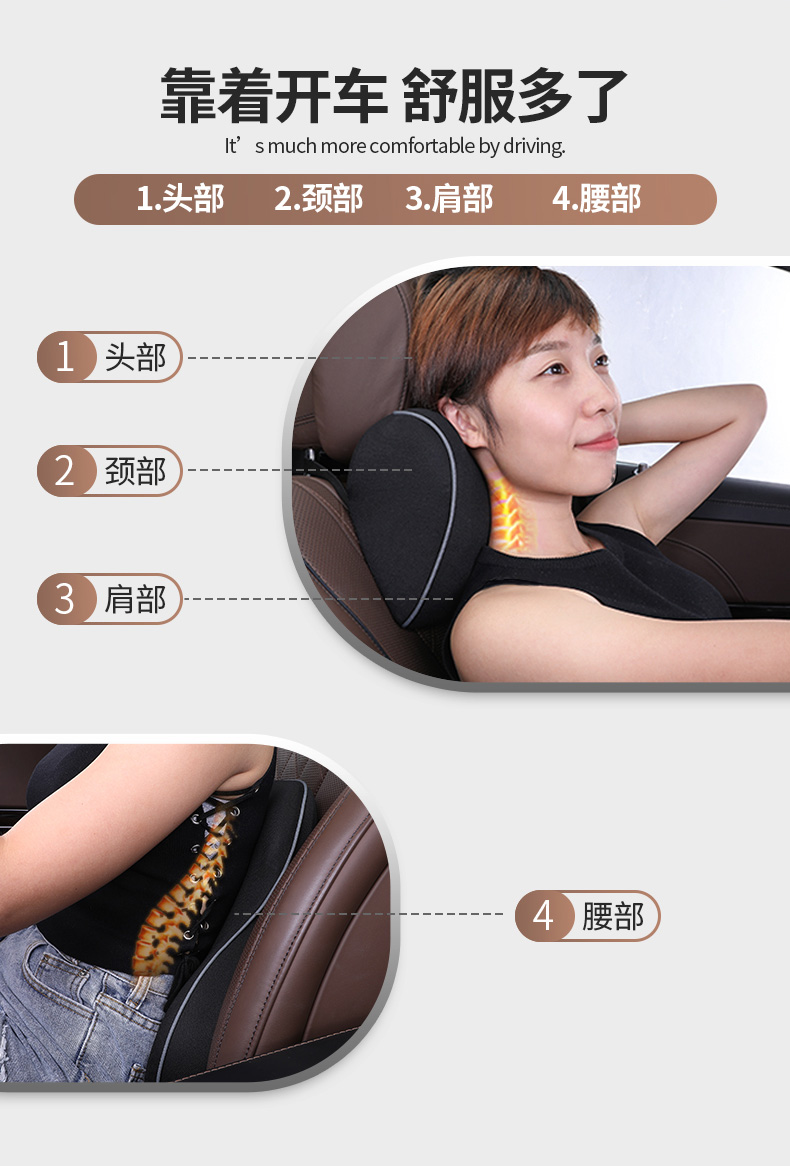 靠着开车 舒服多了
It’s much more comfortable by driving.
1.头部 2.颈部 3.肩部 4.腰部
1 头部
2 颈部
3 肩部
4 腰部